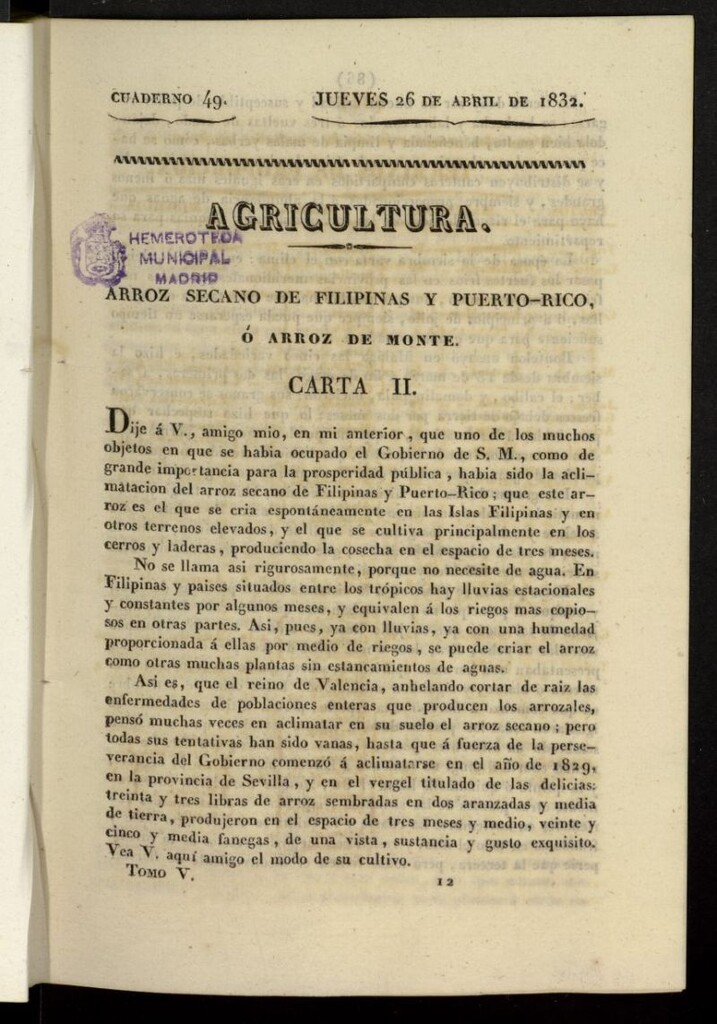 CUADERNO 49. JUEVES 26 DE ABRIL DE 1832.
AGRICULTURA.
HEMEROTECA
MUNICIPAL
MADRID
ARROZ SECANO DE FILIPINAS Y PUERTO-RICO,
Ó ARROZ DE MONTE.
CARTA II.
Dije á V., amigo mio, en mi anterior, que uno de los muchos
objetos en que se habia ocupado el Gobierno de S. M., como de
grande importancia para la prosperidad pública, habia sido la acli-
matacion del arroz secano de Filipinas y Puerto-Rico; que este ar-
roz es el que se cria espontáneamente en las Islas Filipinas y en
otros terrenos elevados, y el que se cultiva principalmente en los
cerros y laderas, produciendo la cosecha en el espacio de tres meses.
No se llama asi rigurosamente, porque no necesite de agua. En
Filipinas y paises situados entre los trópicos hay lluvias estacionales
y constantes por algunos meses, y equivalen á los riegos mas copio-
sos en otras partes. Asi, pues, ya con lluvias, ya con una humedad
proporcionada á ellas por medio de riegos, se puede criar el arroz
como otras muchas plantas sin estancamientos de aguas.
Asi es, que el reino de Valencia, anhelando cortar de raiz las
enfermedades de poblaciones enteras que producen los arrozales,
pensó muchas veces en aclimatar en su suelo el arroz secano; pero
todas sus tentativas han sido vanas, hasta que á fuerza de la perse-
verancia del Gobierno comenzó á aclimatarse en el año de 1829,
en la provincia de Sevilla, y en el vergel titulado de las delicias:
treinta y tres libras de arroz sembradas en dos aranzadas y media
de tierra, produjeron en el espacio de tres meses y medio, veinte y
cinco y media fanegas, de una vista, sustancia y gusto exquisito.
Vea V. aquí amigo el modo de su cultivo.
TOMO V. 12